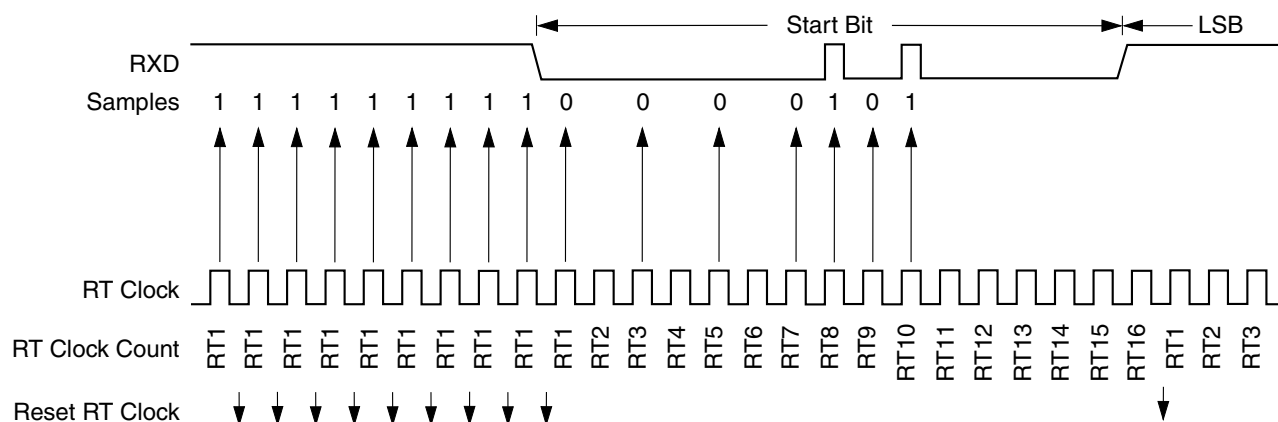 Start Bit LSB
RXD
Samples 1 1 1 1 1 1 1 1 1 0 0 0 0 1 0 1
RT Clock
RT Clock Count RT1 RT1 RT1 RT1 RT1 RT1 RT1 RT1 RT1 RT1 RT2 RT3 RT4 RT5 RT6 RT7 RT8 RT9 RT10 RT11 RT12 RT13 RT14 RT15 RT16 RT1 RT2 RT3
Reset RT Clock